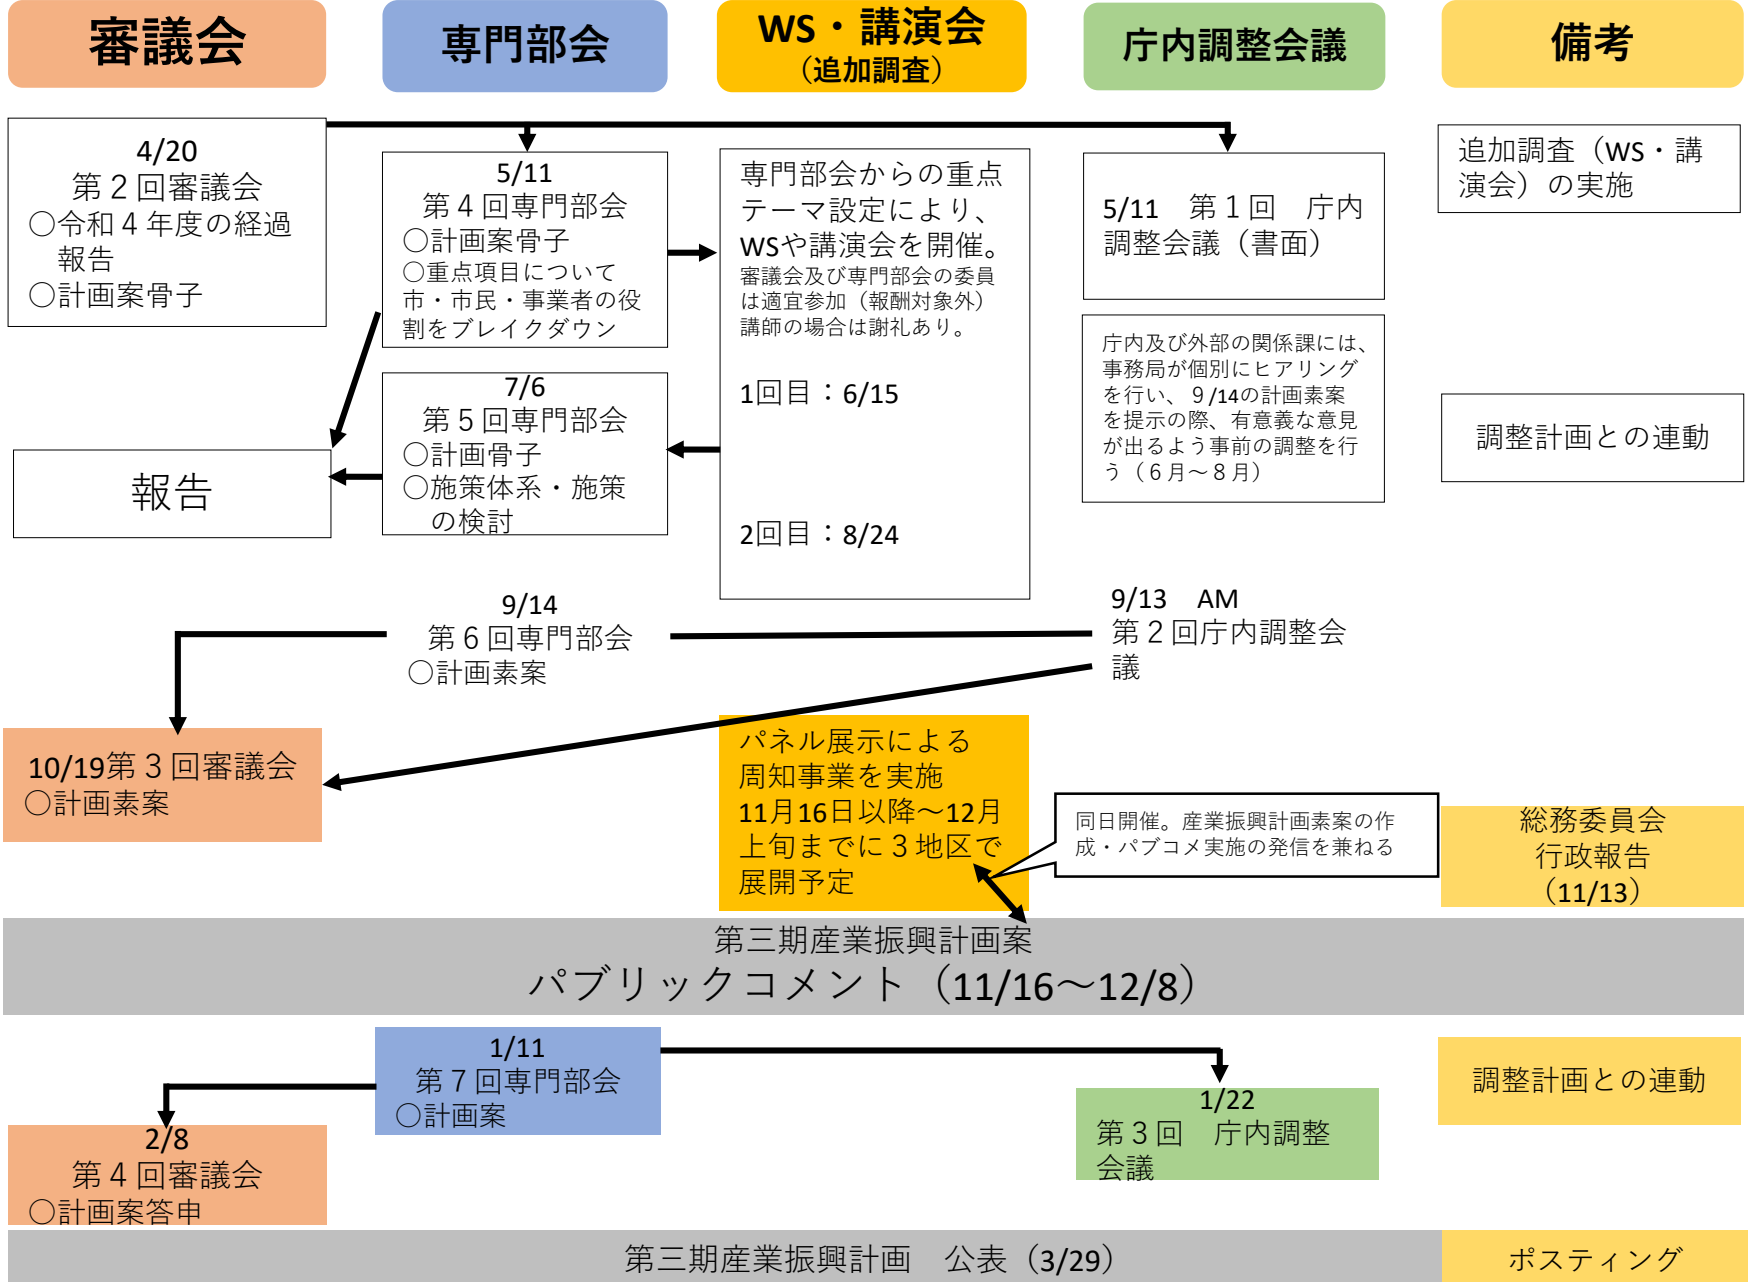 審議会
専門部会
WS・講演会
（追加調査）
庁内調整会議
備考
4/20
第２回審議会
○令和４年度の経過
報告
○計画案骨子
5/11
第４回専門部会
○計画案骨子
○重点項目について
市・市民・事業者の役
割をブレイクダウン
専門部会からの重点
テーマ設定により、
WSや講演会を開催。
審議会及び専門部会の委員
は適宜参加（報酬対象外）
講師の場合は謝礼あり。
1回目：6/15
2回目：8/24
5/11　第１回　庁内
調整会議（書面）
追加調査（WS・講
演会）の実施
庁内及び外部の関係課には、
事務局が個別にヒアリング
を行い、９/14の計画素案
を提示の際、有意義な意見
が出るよう事前の調整を行
う（６月～８月）
調整計画との連動
7/6
第５回専門部会
○計画骨子
○施策体系・施策
の検討
報告
9/14
第６回専門部会
○計画素案
9/13　AM
第２回庁内調整会
議
10/19第３回審議会
○計画素案
パネル展示による
周知事業を実施
11月16日以降～12月
上旬までに３地区で
展開予定
同日開催。産業振興計画素案の作
成・パブコメ実施の発信を兼ねる
総務委員会
行政報告
（11/13）
第三期産業振興計画案
パブリックコメント（11/16～12/8）
1/11
第７回専門部会
○計画案
1/22
第３回　庁内調整
会議
調整計画との連動
2/8
第４回審議会
○計画案答申
第三期産業振興計画　公表（3/29）
ポスティング